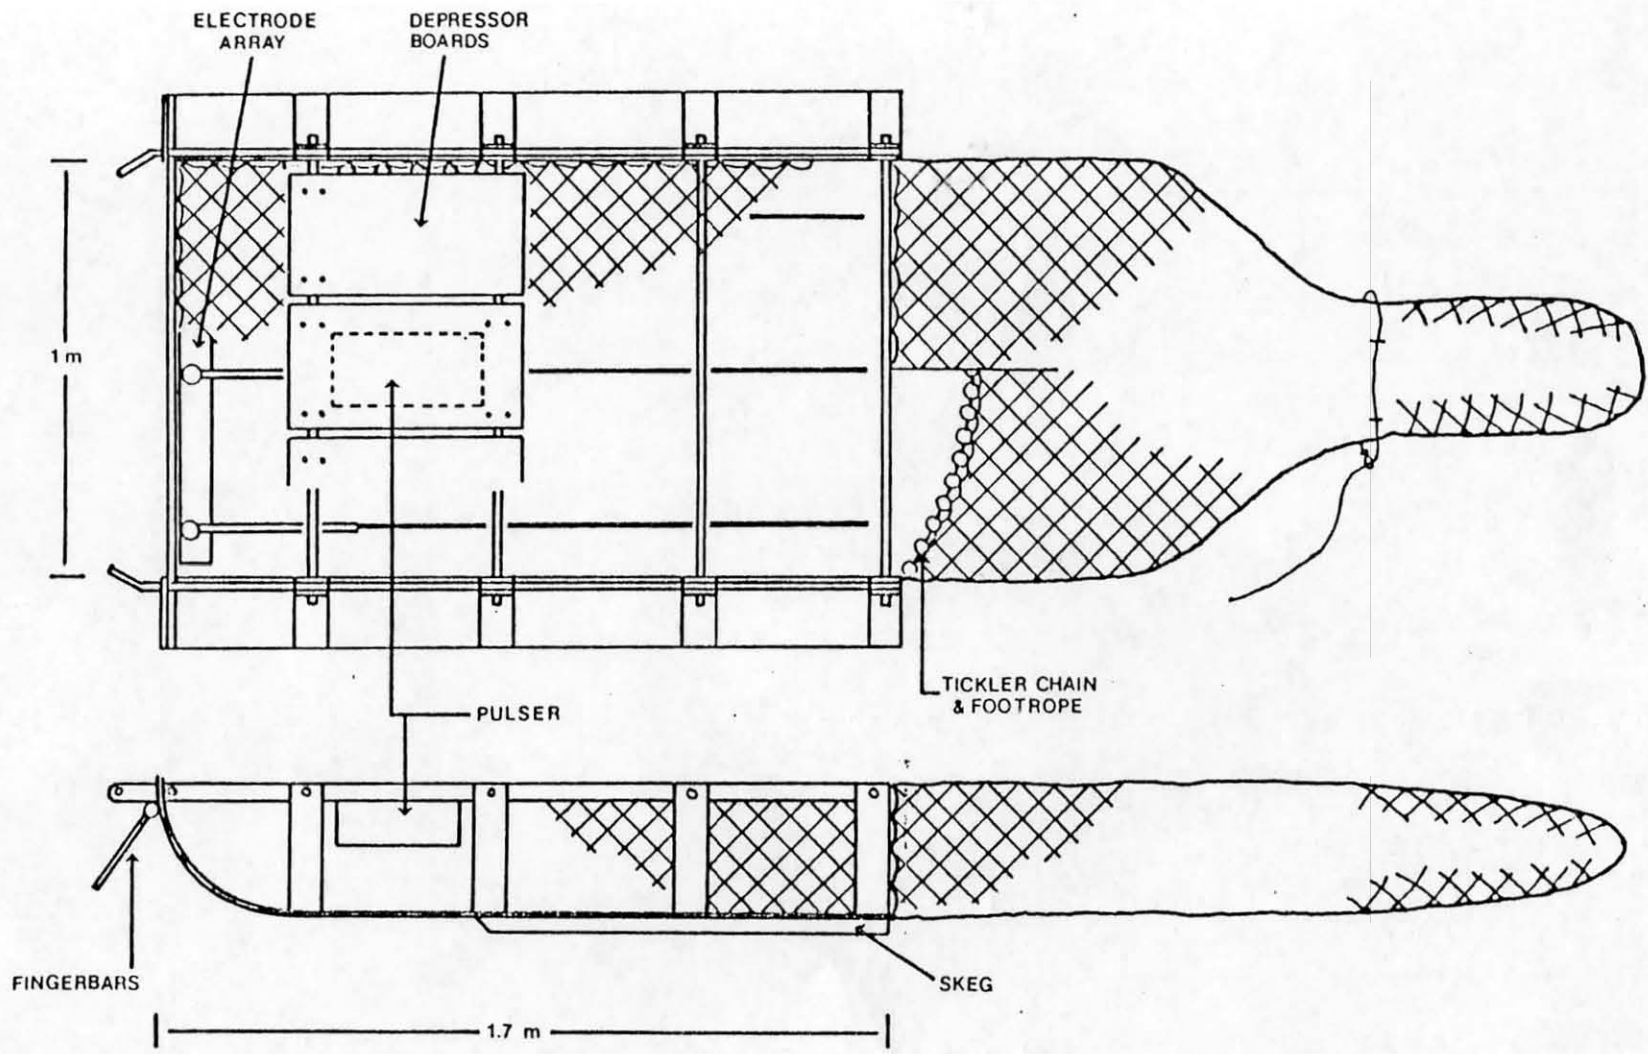 ELECTRODE
ARRAY
DEPRESSOR
BOARDS
1 m
TICKLER CHAIN
& FOOTROPE
PULSER
FINGERBARS
SKEG
1.7 m